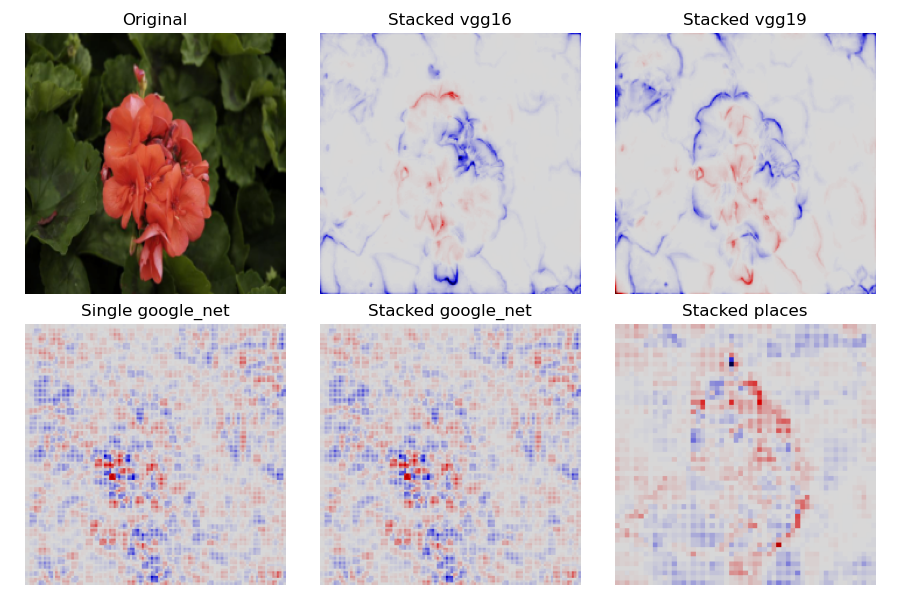 Original
Stacked vgg16
Stacked vgg19
Single google_net
Stacked google_net
Stacked places